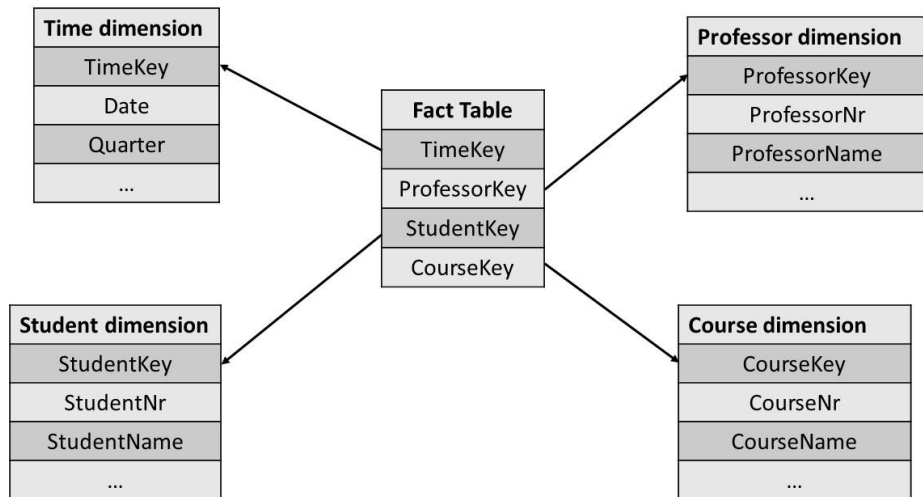 Time dimension
TimeKey
Date
Quarter
...
Professor dimension
ProfessorKey
ProfessorNr
ProfessorName
...
Fact Table
TimeKey
ProfessorKey
StudentKey
CourseKey
Student dimension
StudentKey
StudentNr
StudentName
...
Course dimension
CourseKey
CourseNr
CourseName
...